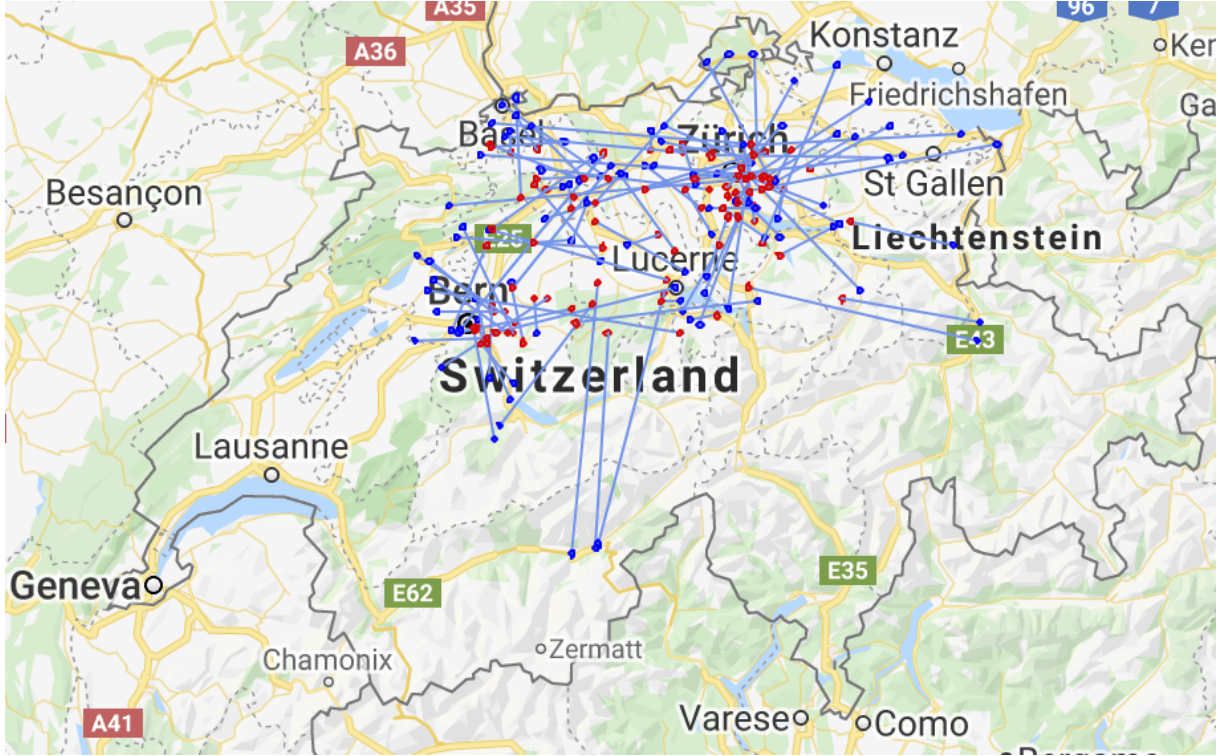 A35
96
7
A36
Konstanz
Ker
Friedrichshafen
Ga
Basel
Zürich
Besançon
St Gallen
E25
Liechtenstein
Lucerne
Bern
E43
Switzerland
Lausanne
Geneva
E62
E35
Zermatt
Chamonix
A41
Varese
Como